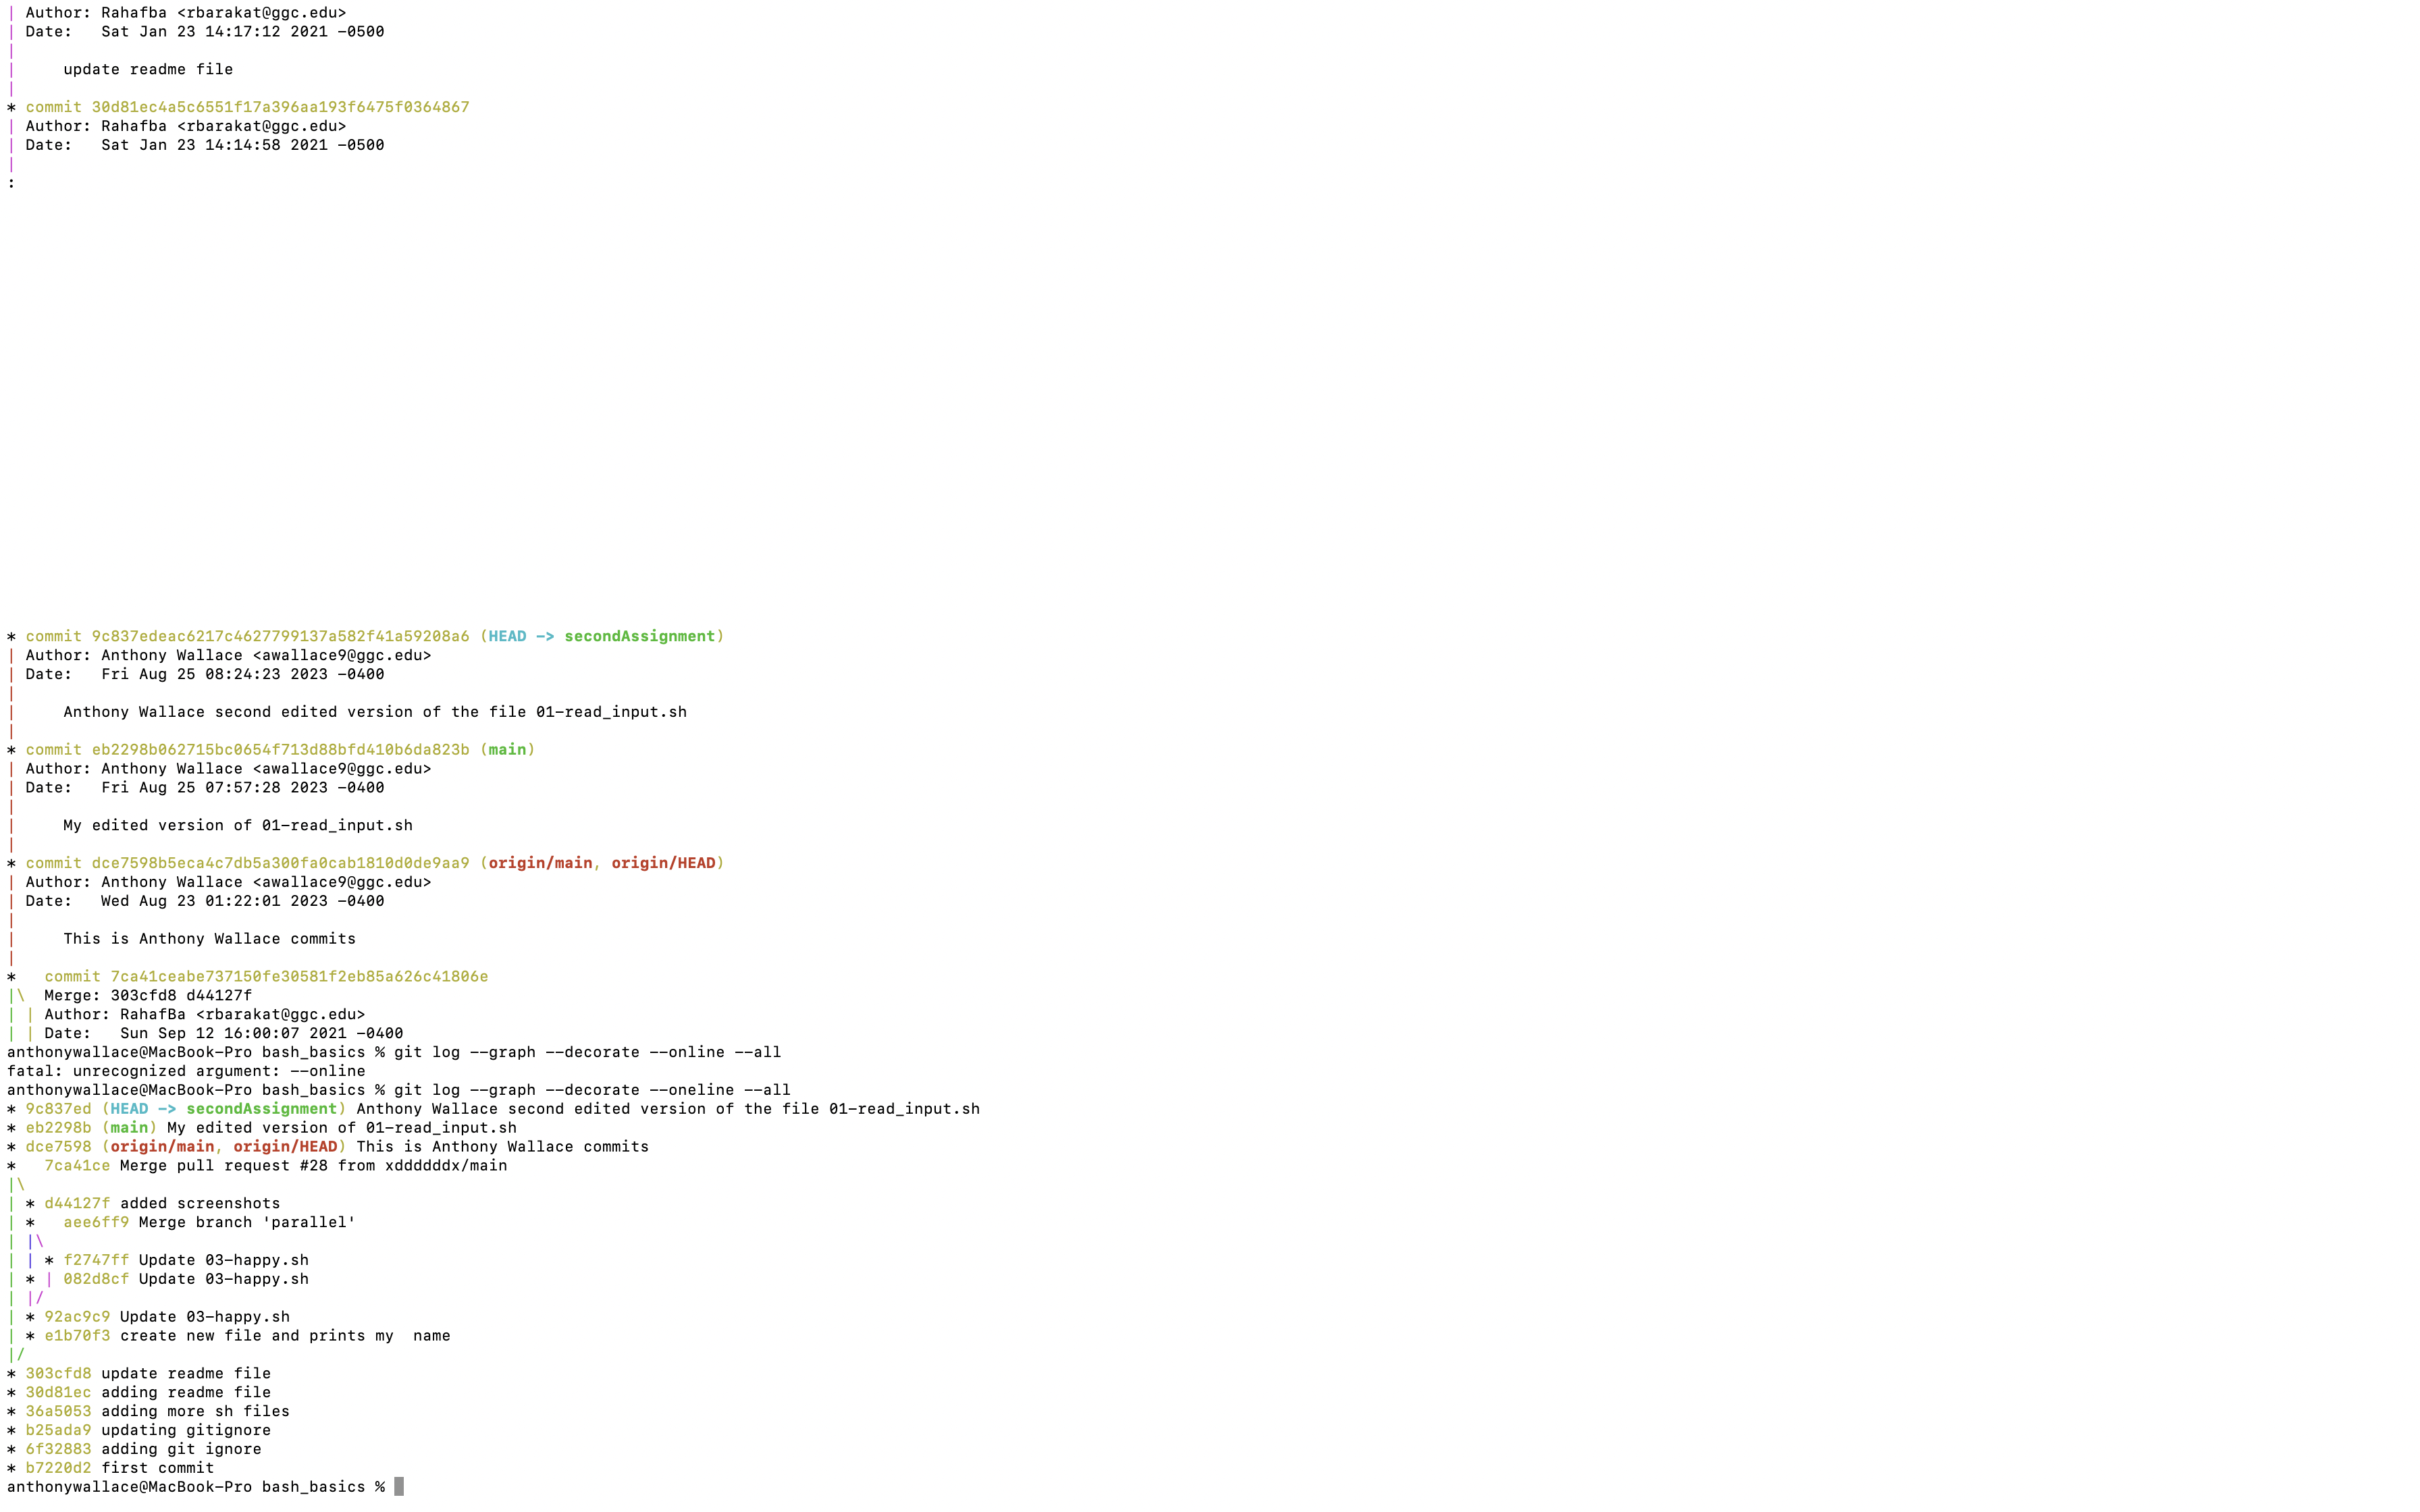 | Author: Rahafba <rbarakat@ggc.edu>
| Date:   Sat Jan 23 14:17:12 2021 -0500
|
|     update readme file
|
* commit 30d81ec4a5c6551f17a396aa193f6475f0364867
| Author: Rahafba <rbarakat@ggc.edu>
| Date:   Sat Jan 23 14:14:58 2021 -0500
|
:
* commit 9c837edeac6217c4627799137a582f41a59208a6 (HEAD -> secondAssignment)
| Author: Anthony Wallace <awallace9@ggc.edu>
| Date:   Fri Aug 25 08:24:23 2023 -0400
|
|     Anthony Wallace second edited version of the file 01-read_input.sh
|
* commit eb2298b062715bc0654f713d88bfd410b6da823b (main)
| Author: Anthony Wallace <awallace9@ggc.edu>
| Date:   Fri Aug 25 07:57:28 2023 -0400
|
|     My edited version of 01-read_input.sh
|
* commit dce7598b5eca4c7db5a300fa0cab1810d0de9aa9 (origin/main, origin/HEAD)
| Author: Anthony Wallace <awallace9@ggc.edu>
| Date:   Wed Aug 23 01:22:01 2023 -0400
|
|     This is Anthony Wallace commits
|
*   commit 7ca41ceabe737150fe30581f2eb85a626c41806e
|\  Merge: 303cfd8 d44127f
| | Author: RahafBa <rbarakat@ggc.edu>
| | Date:   Sun Sep 12 16:00:07 2021 -0400
anthonywallace@MacBook-Pro bash_basics % git log --graph --decorate --online --all
fatal: unrecognized argument: --online
anthonywallace@MacBook-Pro bash_basics % git log --graph --decorate --oneline --all
* 9c837ed (HEAD -> secondAssignment) Anthony Wallace second edited version of the file 01-read_input.sh
* eb2298b (main) My edited version of 01-read_input.sh
* dce7598 (origin/main, origin/HEAD) This is Anthony Wallace commits
*   7ca41ce Merge pull request #28 from xddddddx/main
|\
| * d44127f added screenshots
| *   aee6ff9 Merge branch 'parallel'
| |\
| | * f2747ff Update 03-happy.sh
| * | 082d8cf Update 03-happy.sh
| |/
| * 92ac9c9 Update 03-happy.sh
| * e1b70f3 create new file and prints my  name
|/
* 303cfd8 update readme file
* 30d81ec adding readme file
* 36a5053 adding more sh files
* b25ada9 updating gitignore
* 6f32883 adding git ignore
* b7220d2 first commit
anthonywallace@MacBook-Pro bash_basics %